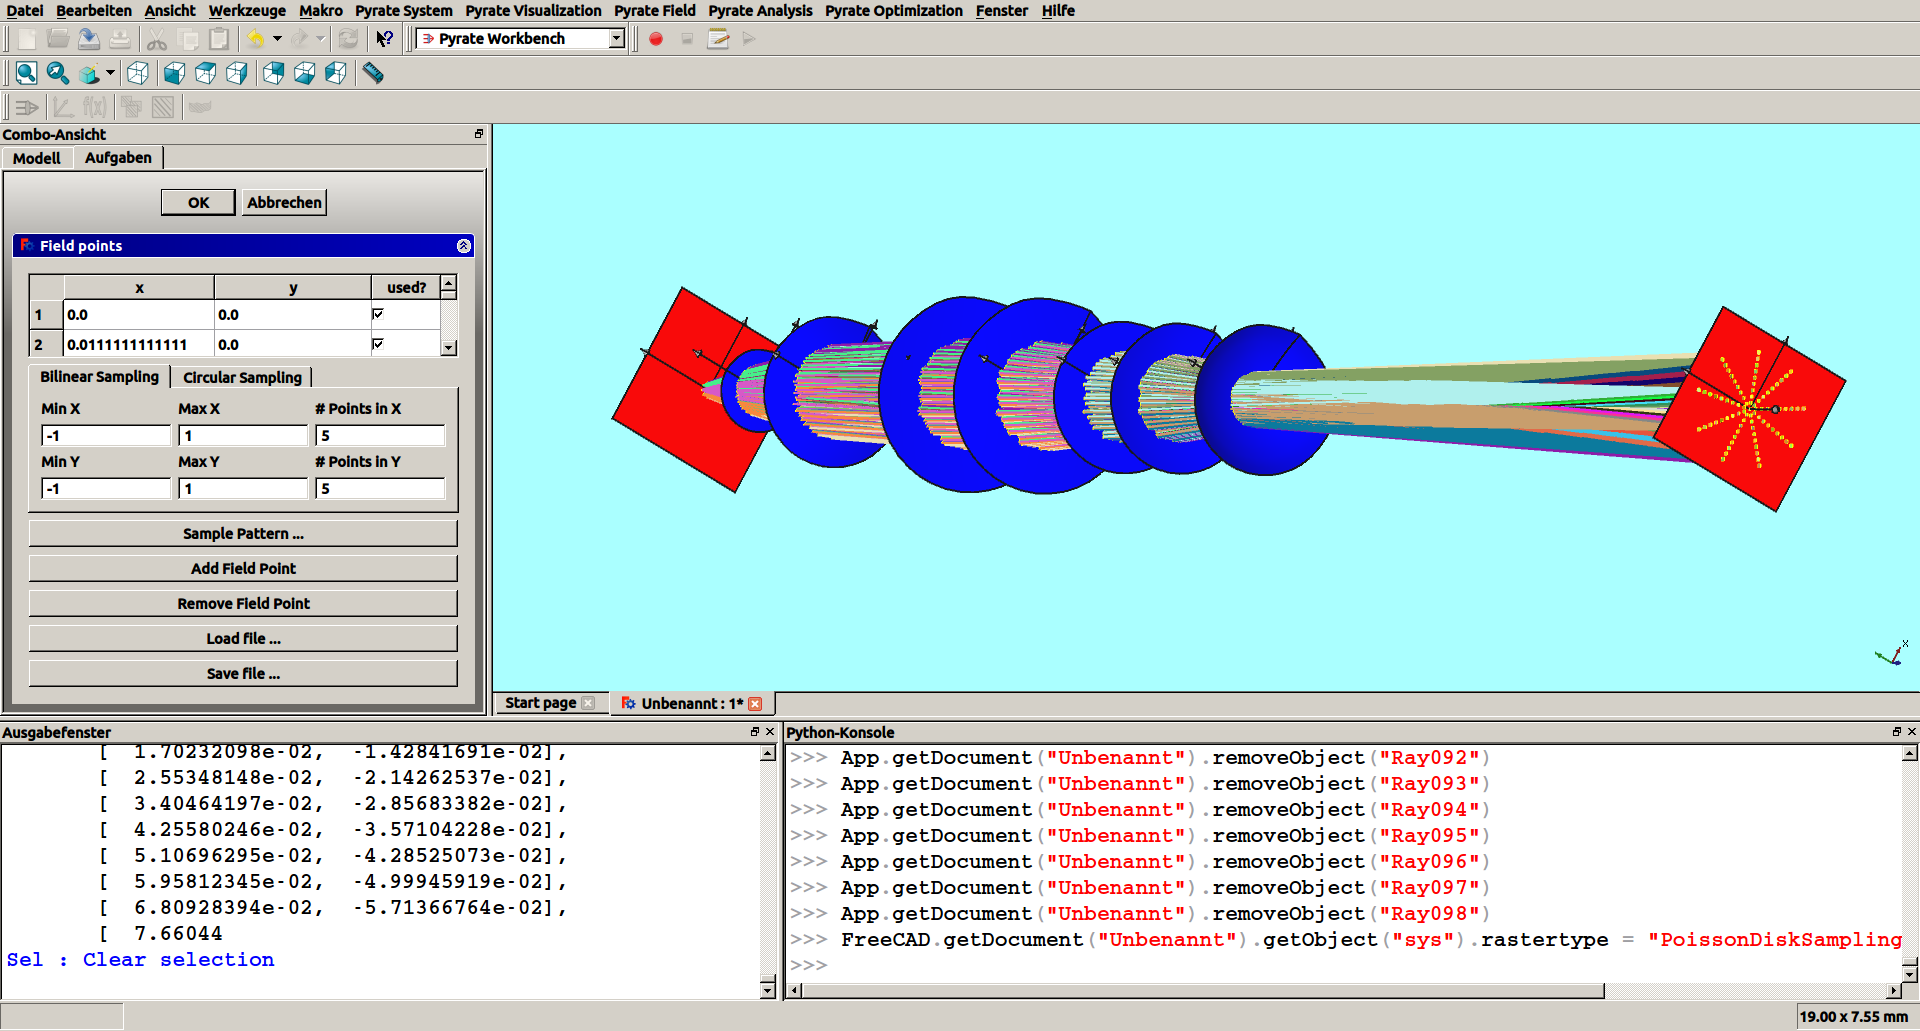 Datei Bearbeiten Ansicht Werkzeuge Makro Pyrate System Pyrate Visualization Pyrate Field Pyrate Analysis Pyrate Optimization Fenster Hilfe
Pyrate Workbench
Combo-Ansicht
Modell Aufgaben
OK Abbrechen
Field points
x y used?
1 0.0 0.0
2 0.0111111111111 0.0
Bilinear Sampling Circular Sampling
Min X Max X # Points in X
-1 1 5
Min Y Max Y # Points in Y
-1 1 5
Sample Pattern ...
Add Field Point
Remove Field Point
Load file ...
Save file ...
x
Start page Unbenannt : 1*
Ausgabefenster
[ 1.70232098e-02, -1.42841691e-02],
[ 2.55348148e-02, -2.14262537e-02],
[ 3.40464197e-02, -2.85683382e-02],
[ 4.25580246e-02, -3.57104228e-02],
[ 5.10696295e-02, -4.28525073e-02],
[ 5.95812345e-02, -4.99945919e-02],
[ 6.80928394e-02, -5.71366764e-02],
[ 7.66044
Sel : Clear selection
Python-Konsole
>>> App.getDocument("Unbenannt").removeObject("Ray092")
>>> App.getDocument("Unbenannt").removeObject("Ray093")
>>> App.getDocument("Unbenannt").removeObject("Ray094")
>>> App.getDocument("Unbenannt").removeObject("Ray095")
>>> App.getDocument("Unbenannt").removeObject("Ray096")
>>> App.getDocument("Unbenannt").removeObject("Ray097")
>>> App.getDocument("Unbenannt").removeObject("Ray098")
>>> FreeCAD.getDocument("Unbenannt").getObject("sys").rastertype = "PoissonDiskSampling
>>>
19.00 x 7.55 mm